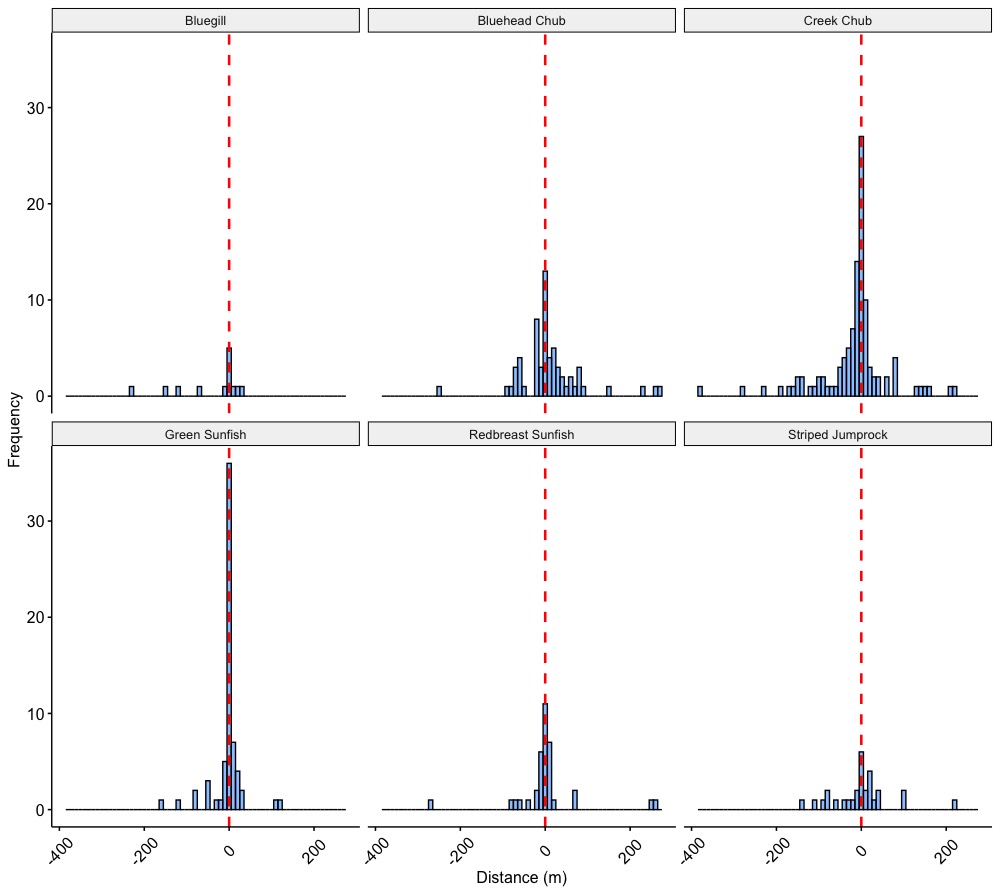 Bluegill Bluehead Chub Creek Chub
30
20
10
0
Frequency
Green Sunfish Redbreast Sunfish Striped Jumprock
30
20
10
0
-400 -200 0 200 -400 -200 0 200 -400 -200 0 200
Distance (m)